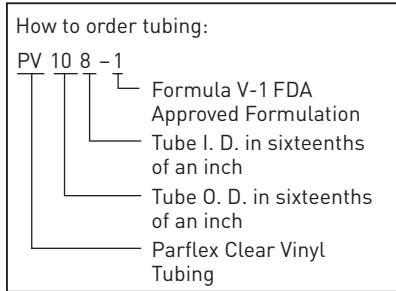 How to order tubing:
PV 10 8 – 1
Formula V-1 FDA
Approved Formulation
Tube I. D. in sixteenths
of an inch
Tube O. D. in sixteenths
of an inch
Parflex Clear Vinyl
Tubing